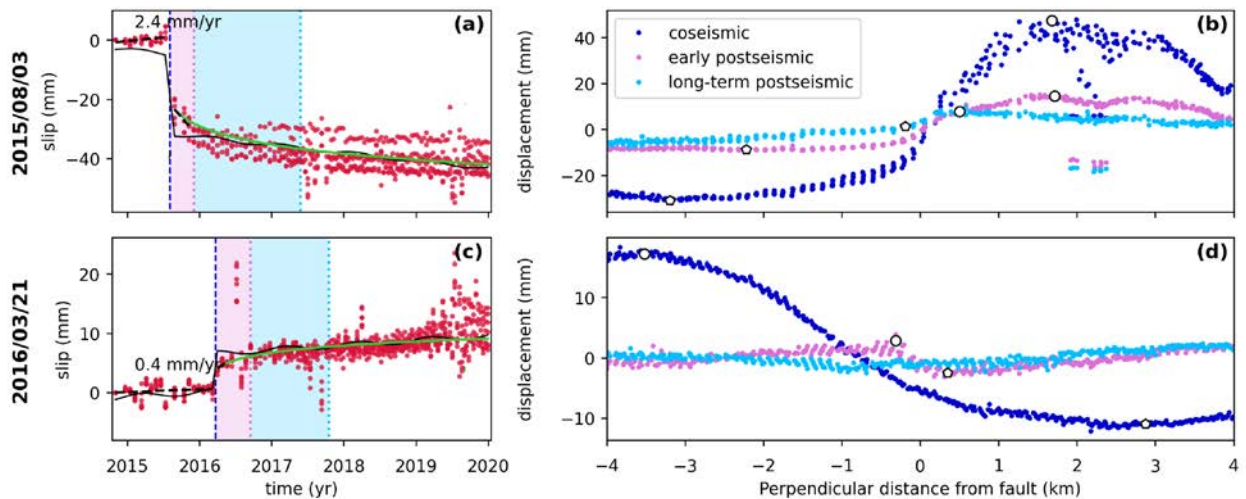 2015/08/03
slip (mm)
0
−20
−40
2.4 mm/yr
(a)
displacement (mm)
40
20
0
−20
coseismic
early postseismic
long-term postseismic
(b)
2016/03/21
slip (mm)
20
10
0
0.4 mm/yr
(c)
2015 2016 2017 2018 2019 2020
time (yr)
displacement (mm)
10
0
−10
(d)
−4 −3 −2 −1 0 1 2 3 4
Perpendicular distance from fault (km)